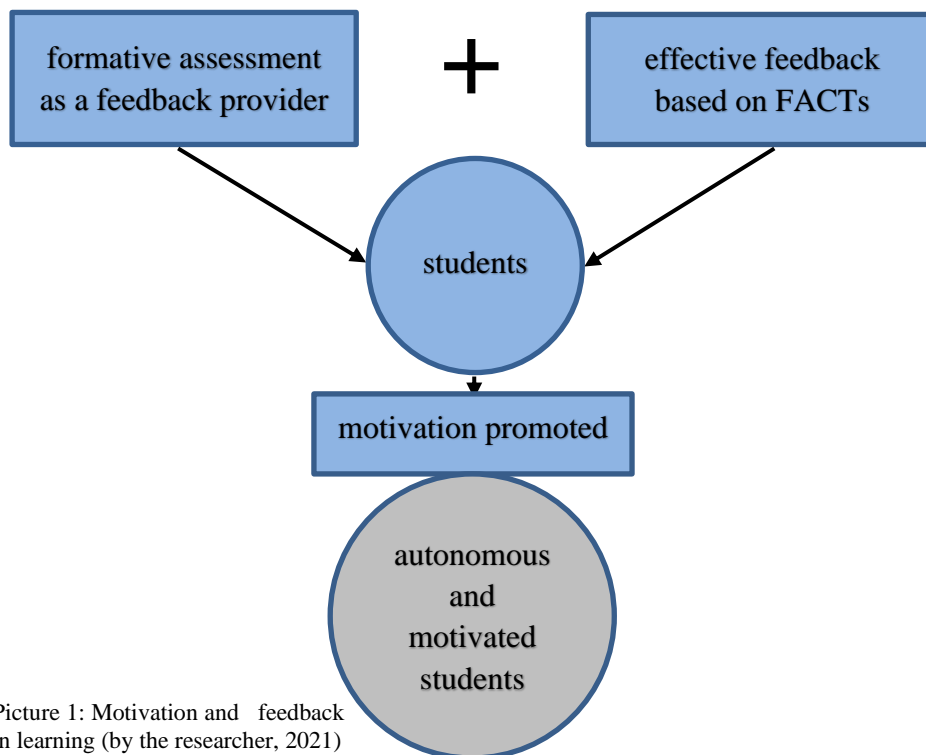 formative assessment
as a feedback provider
+
effective feedback
based on FACTs
students
motivation promoted
autonomous
and
motivated
students
Picture 1: Motivation and feedback
n learning (by the researcher, 2021)